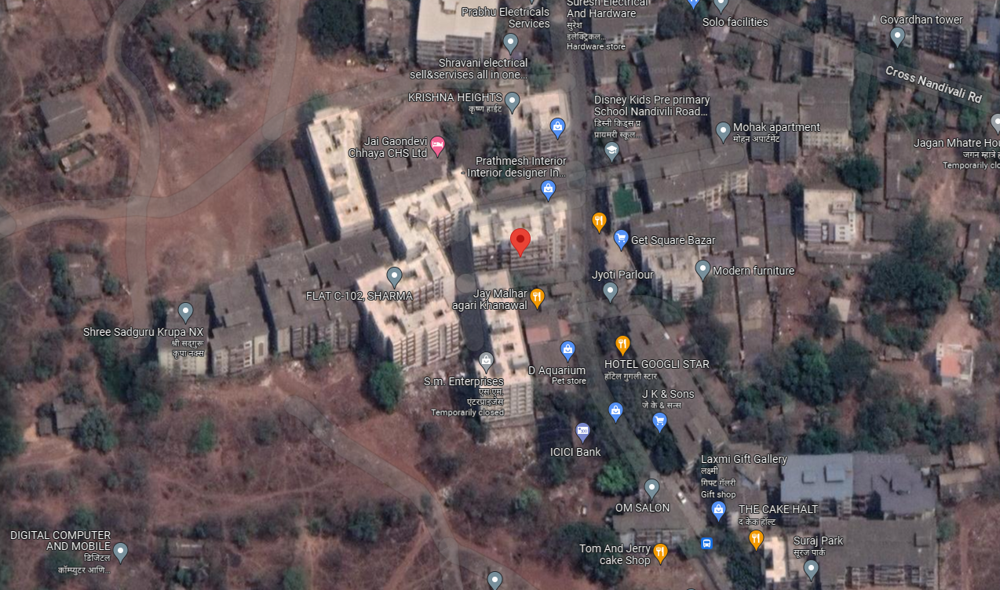 Prabhu Electricals
Services
Suresh Electrical
And Hardware
सुरेश
इलेक्ट्रिकल...
Hardware store
Solo facilities
Govardhan tower
Shravani electrical
sell&servises all in one...
Cross Nandivali Rd
KRISHNA HEIGHTS
कृष्ण हाईट
Disney Kids Pre primary
School Nandivili Road...
डिस्नी किड्स प्र
प्रायमरी स्कूल...
Mohak apartment
मोहन अपार्टमेंट
Jai Gaondevi
Chhaya CHS Ltd
Jagan Mhatre Hou
जगन म्हात्रे ह
Temporarily clo
Prathmesh Interior
- Interior designer In...
Get Square Bazar
Modern furniture
Jyoti Parlour
FLAT C-102, SHARMA
Jay Malhar
agari Khanawal
Shree Sadguru Krupa NX
श्री सद्गुरू
कृपा नक्स
HOTEL GOOGLI STAR
हॉटेल गुगली स्टार
D Aquarium
Pet store
S.m. Enterprises
एस.एम.
एंटरप्राइजेस
Temporarily closed
J K & Sons
जे के & सन्स
ICICI Bank
Laxmi Gift Gallery
लक्ष्मी
गिफ्ट गॅलरी
Gift shop
OM SALON
THE CAKE HALT
द केक हॉल्ट
DIGITAL COMPUTER
AND MOBILE
डिजिटल
कॉम्प्युटर आणि...
Suraj Park
सूरज पार्क
Tom And Jerry
cake Shop